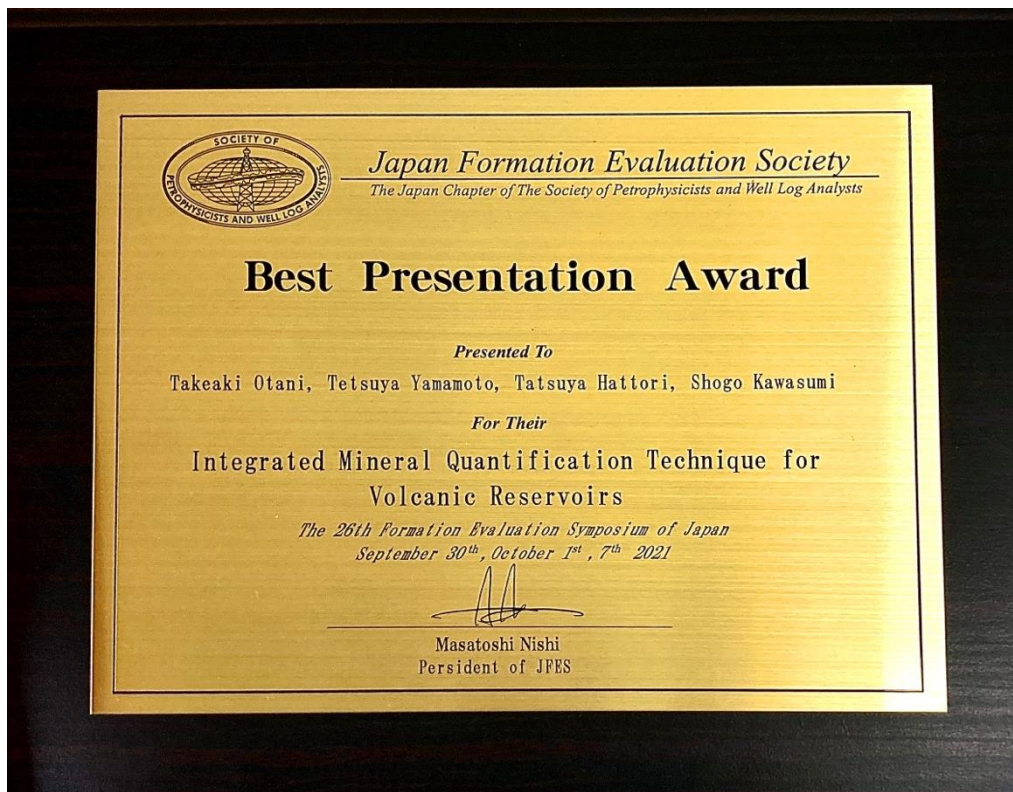 SOCIETY OF
PETROPHYSICISTS AND WELL LOG ANALYSTS
Japan Formation Evaluation Society
The Japan Chapter of The Society of Petrophysicists and Well Log Analysts
Best Presentation Award
Presented To
Takeaki Otani, Tetsuya Yamamoto, Tatsuya Hattori, Shogo Kawasumi
For Their
Integrated Mineral Quantification Technique for
Volcanic Reservoirs
The 26th Formation Evaluation Symposium of Japan
September 30th, October 1st, 7th 2021
Masatoshi Nishi
Persident of JFES